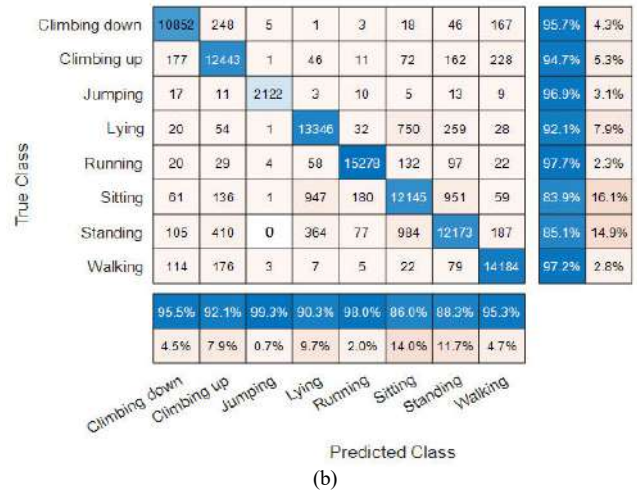 Climbing down 10852 248 5 1 3 18 46 167 95.7% 4.3%
Climbing up 177 12443 1 46 11 72 162 228 94.7% 5.3%
Jumping 17 11 2122 3 10 5 13 9 96.9% 3.1%
Lying 20 54 1 13346 32 750 259 28 92.1% 7.9%
Running 20 29 4 58 15278 132 97 22 97.7% 2.3%
Sitting 61 136 1 947 180 12145 951 59 83.9% 16.1%
Standing 105 410 0 364 77 984 12173 187 85.1% 14.9%
Walking 114 176 3 7 5 22 79 14184 97.2% 2.8%
True Class
95.5% 92.1% 99.3% 90.3% 98.0% 86.0% 88.3% 95.3%
4.5% 7.9% 0.7% 9.7% 2.0% 14.0% 11.7% 4.7%
Climbing down Climbing up Jumping Lying Running Sitting Standing Walking
Predicted Class
(b)